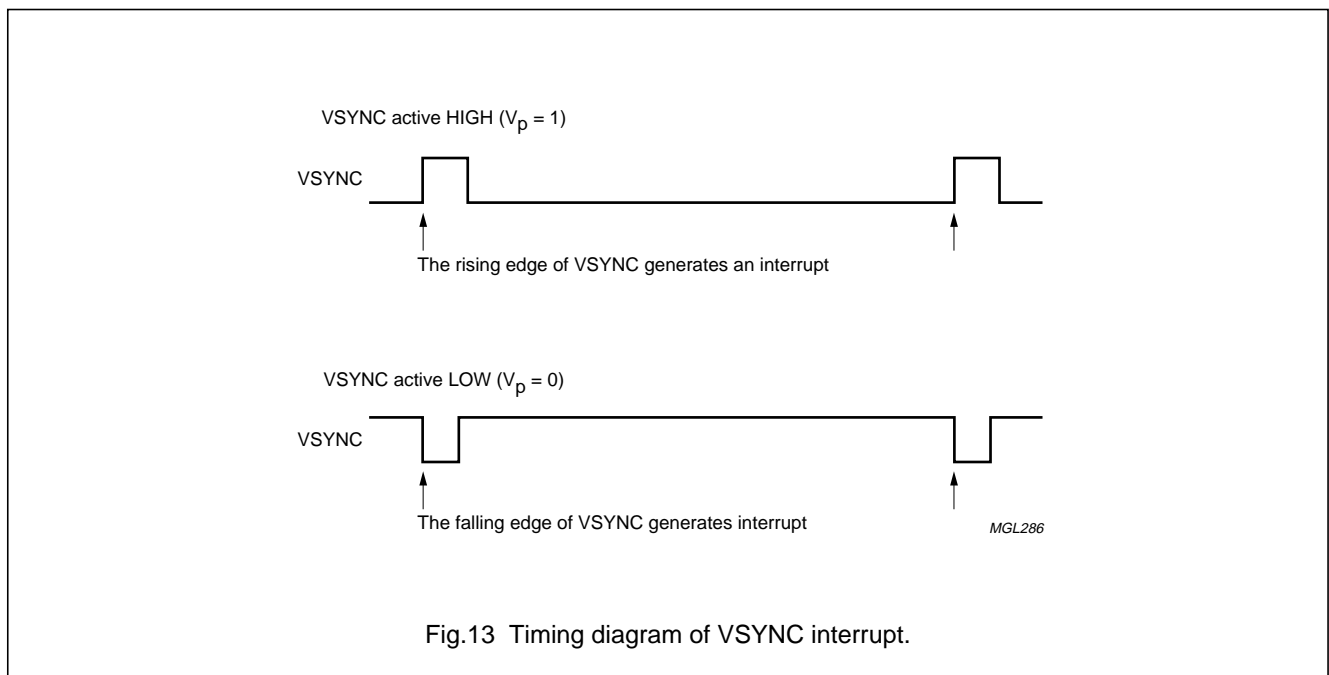 VSYNC active HIGH (Vp = 1)
VSYNC
The rising edge of VSYNC generates an interrupt
VSYNC active LOW (Vp = 0)
VSYNC
The falling edge of VSYNC generates interrupt
MGL286
Fig.13 Timing diagram of VSYNC interrupt.